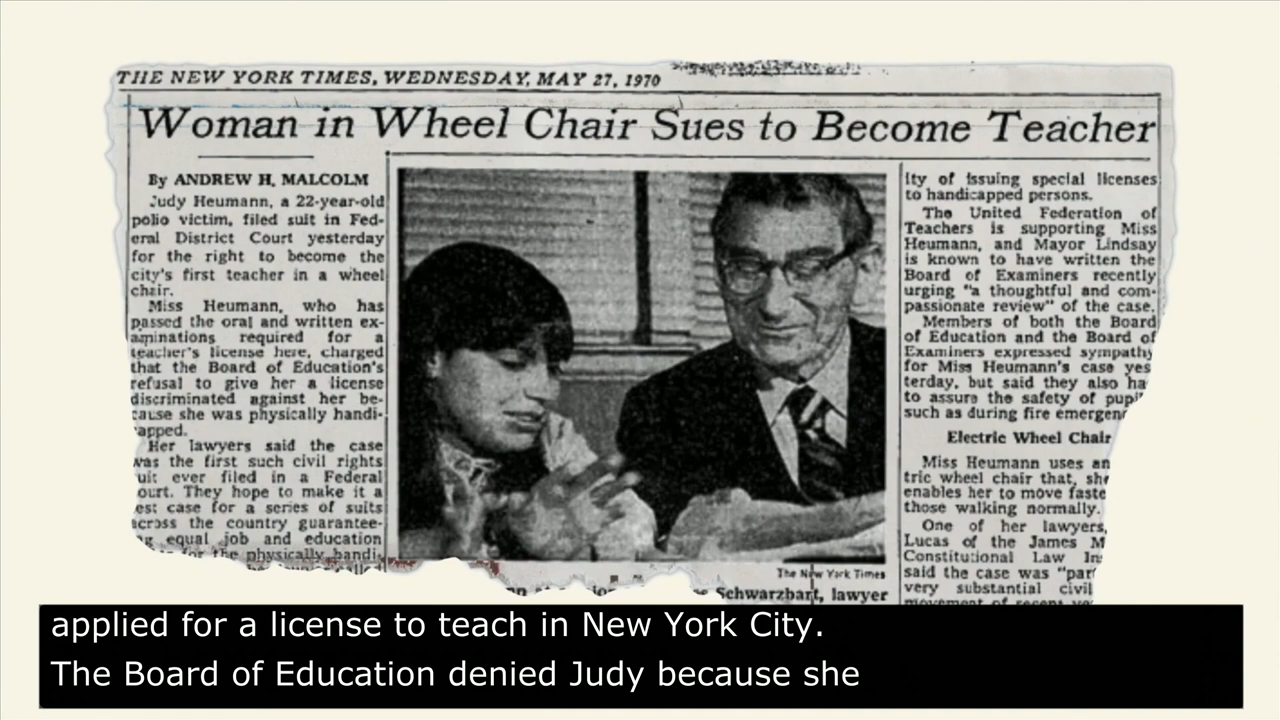 THE NEW YORK TIMES, WEDNESDAY, MAY 27, 1970
Woman in Wheel Chair Sues to Become Teacher
By ANDREW H. MALCOLM
Judy Heumann, a 22-year-old
polio victim, filed suit in Fed-
eral District Court yesterday
for the right to become the
city's first teacher in a wheel
chair.
Miss Heumann, who has
passed the oral and written ex-
aminations required for a
teacher's license here, charged
that the Board of Education's
refusal to give her a license
discriminated against her be-
cause she was physically handi-
apped.
Her lawyers said the case
was the first such civil rights
uit ever filed in a Federal
ourt. They hope to make it a
est case for a series of suits
across the country guarantee-
equal job and education
for the physically handi-
The New York Times
Schwarzbart, lawyer
ity of issuing special licenses
to handicapped persons.
The United Federation of
Teachers is supporting Miss
Heumann, and Mayor Lindsay
is known to have written the
Board of Examiners recently
urging "a thoughtful and com-
passionate review" of the case.
Members of both the Board
of Education and the Board of
Examiners expressed sympathy
for Miss Heumann's case yes
terday, but said they also ha
to assure the safety of pupil
such as during fire emergen
Electric Wheel Chair
Miss Heumann uses an
tric wheel chair that, she
enables her to move faste
those walking normally.
One of her lawyers,
Lucas of the James M
Constitutional Law In
said the case was "par
very substantial civil
movement of recent
applied for a license to teach in New York City.
The Board of Education denied Judy because she